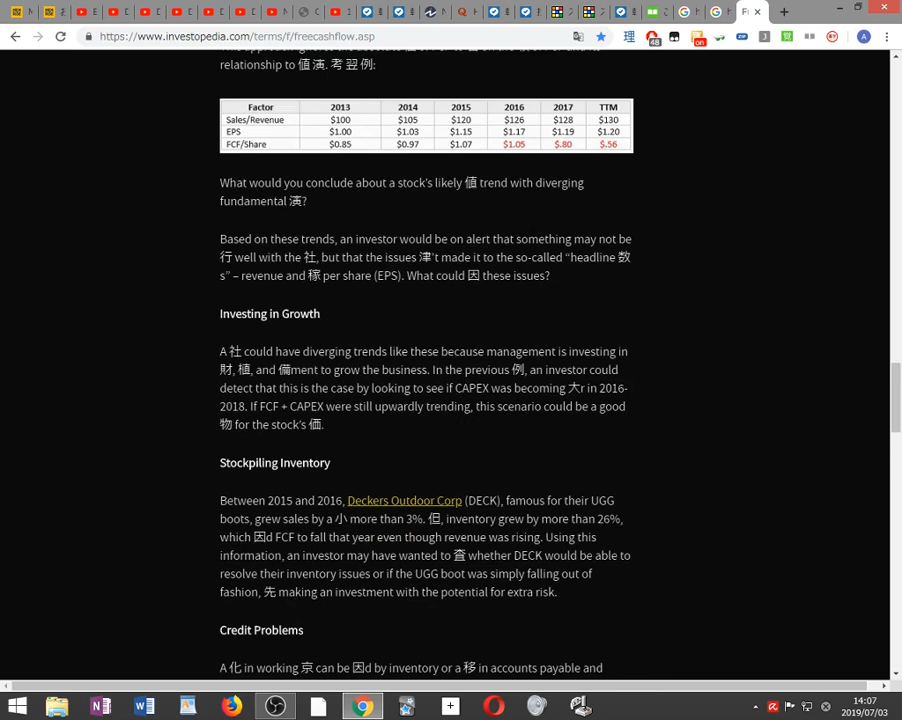 https://www.investopedia.com/terms/f/freecashflow.asp
relationship to 値 演. 考 翌 例:
Factor 2013 2014 2015 2016 2017 TTM
Sales/Revenue $100 $105 $120 $126 $128 $130
EPS $1.00 $1.03 $1.15 $1.17 $1.19 $1.20
FCF/Share $0.85 $0.97 $1.07 $1.05 $.80 $.56
What would you conclude about a stock's likely 値 trend with diverging
fundamental 演?
Based on these trends, an investor would be on alert that something may not be
行 well with the 社, but that the issues 津't made it to the so-called “headline 数
s” – revenue and 稼 per share (EPS). What could 因 these issues?
Investing in Growth
A 社 could have diverging trends like these because management is investing in
財, 植, and 備ment to grow the business. In the previous 例, an investor could
detect that this is the case by looking to see if CAPEX was becoming 大r in 2016-
2018. If FCF + CAPEX were still upwardly trending, this scenario could be a good
物 for the stock's 価.
Stockpiling Inventory
Between 2015 and 2016, Deckers Outdoor Corp (DECK), famous for their UGG
boots, grew sales by a 小 more than 3%. 但, inventory grew by more than 26%,
which 因d FCF to fall that year even though revenue was rising. Using this
information, an investor may have wanted to 査 whether DECK would be able to
resolve their inventory issues or if the UGG boot was simply falling out of
fashion, 先 making an investment with the potential for extra risk.
Credit Problems
A 化 in working 京 can be 因d by inventory or a 移 in accounts payable and
14:07
2019/07/03